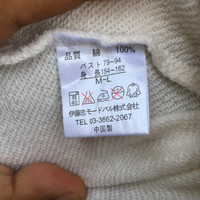 品質 綿 100%
バスト 79-94
身 長 154-162
M-L
伊藤忠モードパル株式会社
TEL 03-3662-2067
中国製